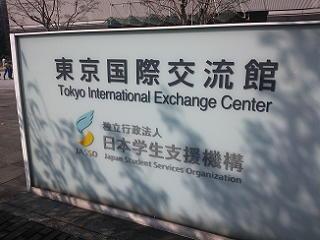 東京国際交流館
Tokyo International Exchange Center
独立行政法人
日本学生支援機構
JASSO
Japan Student Services Organization